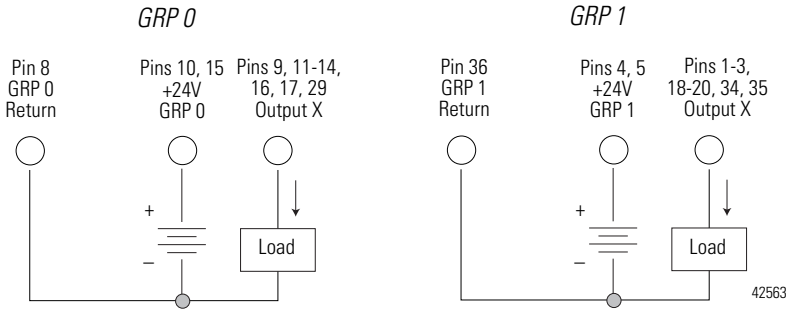 GRP 0
Pin 8
GRP 0
Return
Pins 10, 15
+24V
GRP 0
Pins 9, 11-14,
16, 17, 29
Output X
+
–
Load
GRP 1
Pin 36
GRP 1
Return
Pins 4, 5
+24V
GRP 1
Pins 1-3,
18-20, 34, 35
Output X
+
–
Load
42563